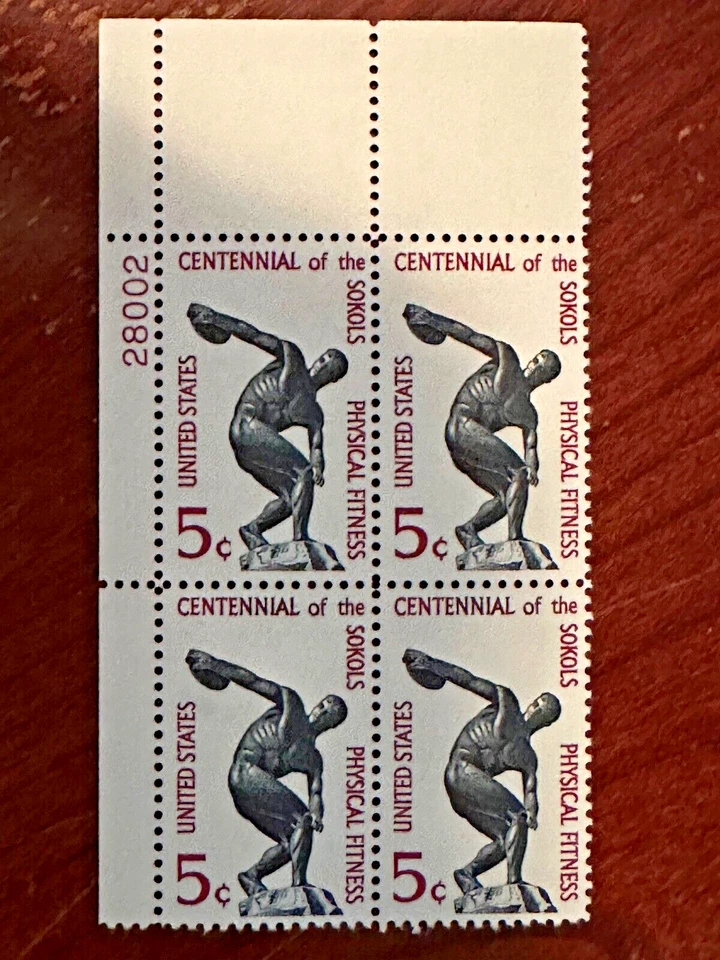 28002
CENTENNIAL of the
SOKOLS
PHYSICAL FITNESS
UNITED STATES
5¢
CENTENNIAL of the
SOKOLS
PHYSICAL FITNESS
UNITED STATES
5¢
CENTENNIAL of the
SOKOLS
PHYSICAL FITNESS
UNITED STATES
5¢
CENTENNIAL of the
SOKOLS
PHYSICAL FITNESS
UNITED STATES
5¢